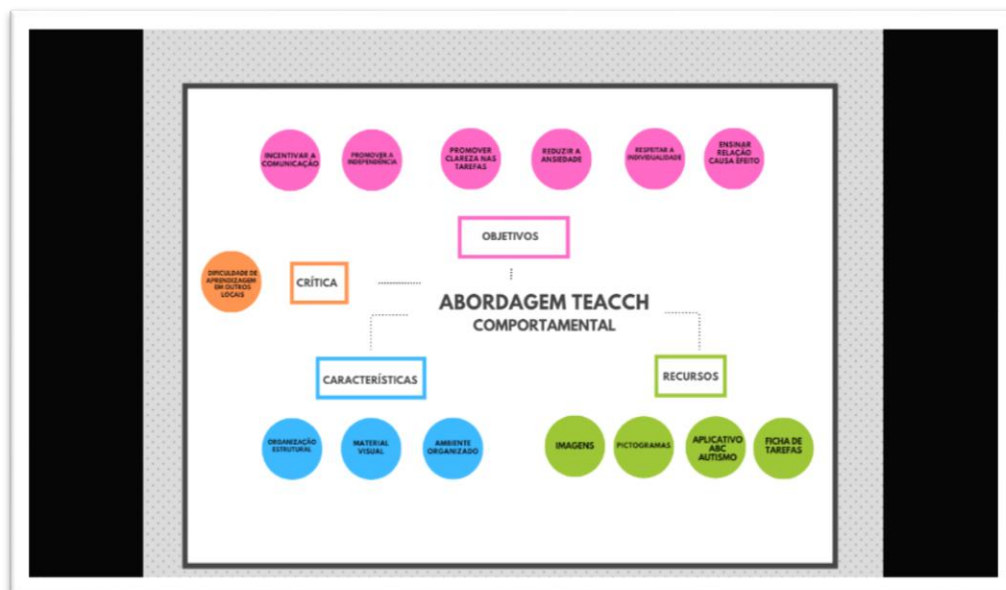 INCENTIVAR A
COMUNICAÇÃO
PROMOVER A
INDEPENDÊNCIA
PROMOVER
CLAREZA NAS
TAREFAS
REDUZIR A
ANSIEDADE
RESPEITAR A
INDIVIDUALIDADE
ENSINAR
RELAÇÃO
CAUSA EFEITO
OBJETIVOS
DIFICULDADE DE
APRENDIZAGEM
EM OUTROS
LOCAIS
CRÍTICA
ABORDAGEM TEACCH
COMPORTAMENTAL
CARACTERÍSTICAS
RECURSOS
ORGANIZAÇÃO
ESTRUTURAL
MATERIAL
VISUAL
AMBIENTE
ORGANIZADO
IMAGENS
PICTOGRAMAS
APLICATIVO
ABC
AUTISMO
FICHA DE
TAREFAS